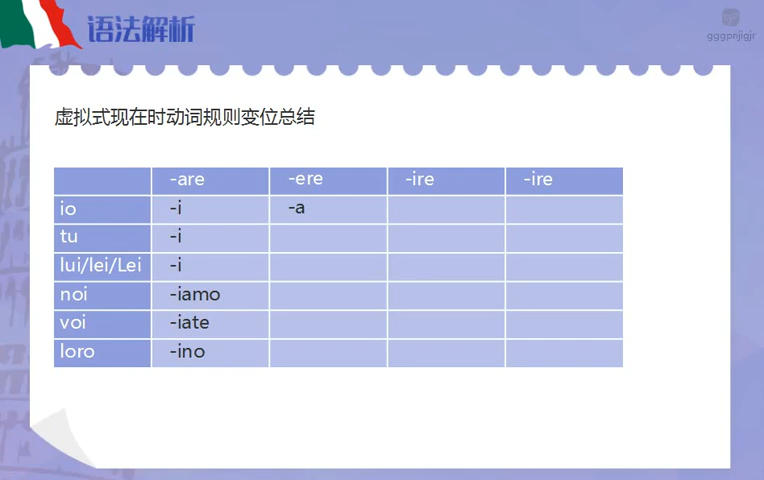 语法解析
gggpnjigjr
虚拟式现在时动词规则变位总结
-are -ere -ire -ire
io -i -a
tu -i
lui/lei/Lei -i
noi -iamo
voi -iate
loro -ino